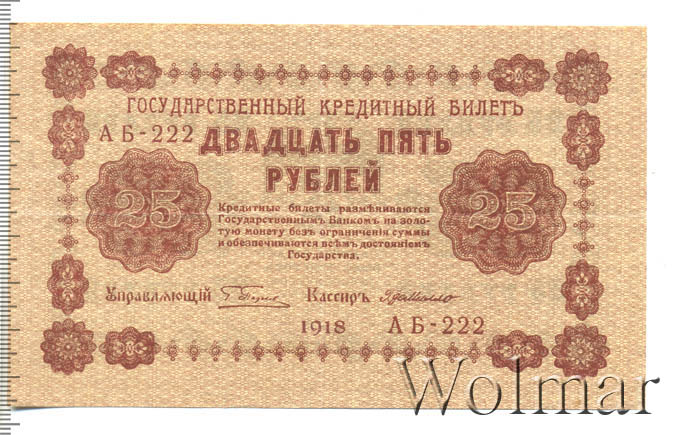 ГОСУДАРСТВЕННЫЙ КРЕДИТНЫЙ БИЛЕТЪ
АБ-222
ДВАДЦАТЬ ПЯТЬ
РУБЛЕЙ
25
Кредитные билеты размѣниваются
Государственнымъ Банкомъ на золо-
тую монету безъ ограниченія суммы
и обезпечиваются всѣмъ достояніемъ
Государства.
25
Управляющій
Кассиръ
1918
АБ-222
Wolmar